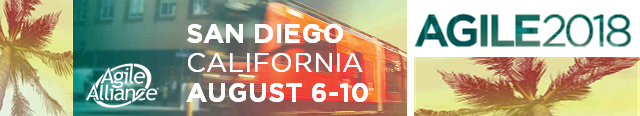 Agile
Alliance
SAN DIEGO
CALIFORNIA
AUGUST 6-10
AGILE2018